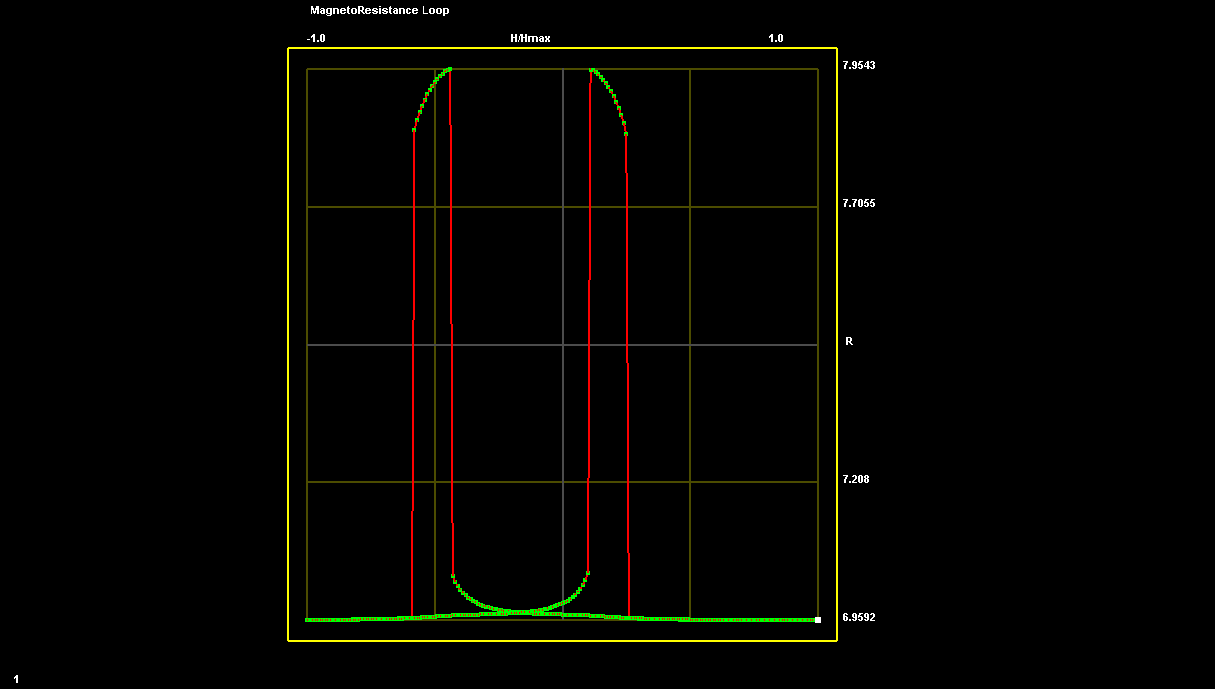 MagnetoResistance Loop
-1.0 H/Hmax 1.0
7.9543
7.7055
R
7.208
6.9592
1